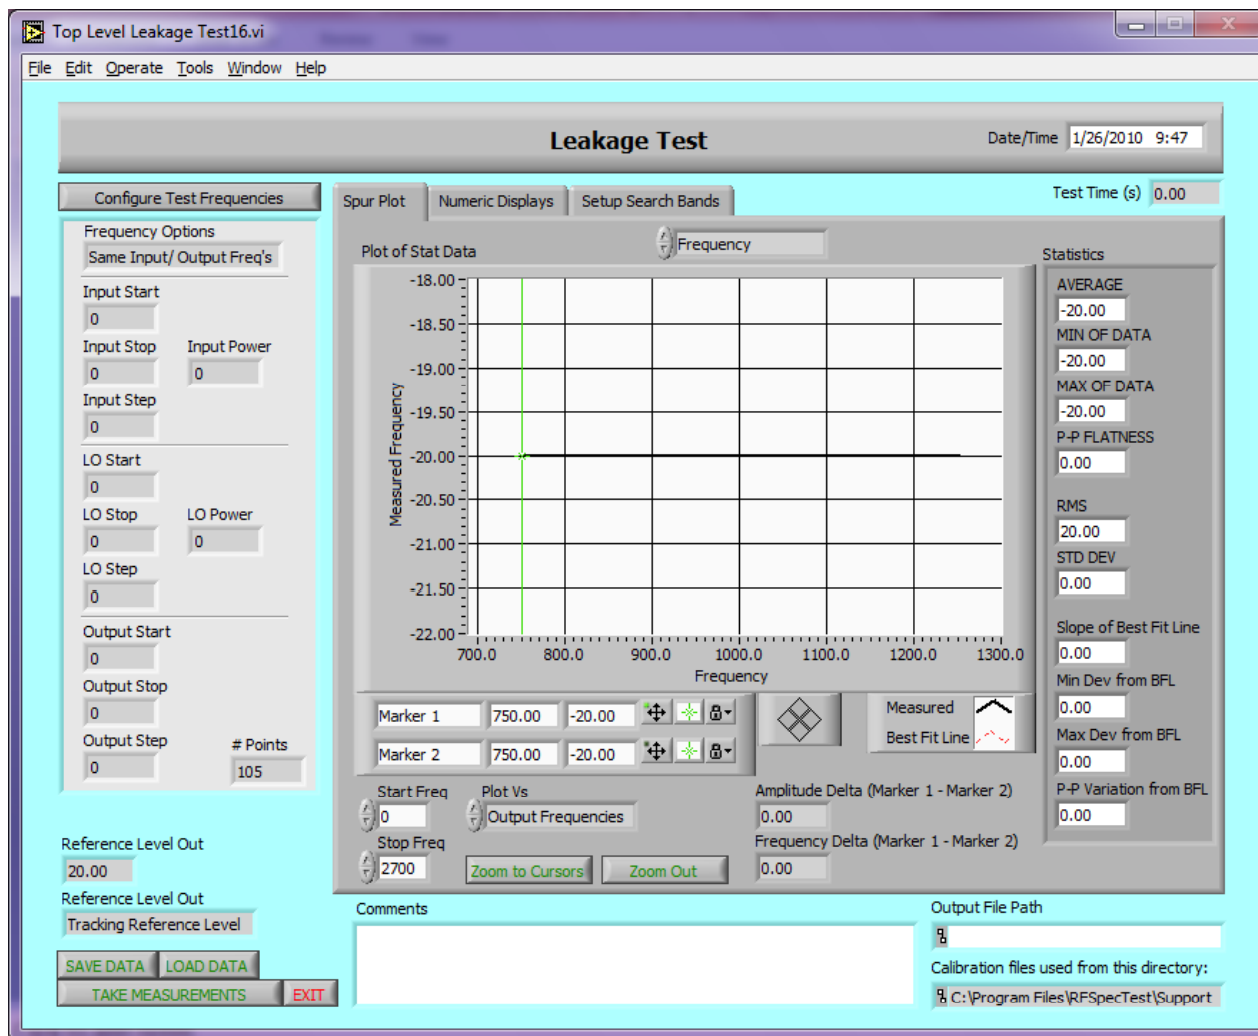 Top Level Leakage Test16.vi
File Edit Operate Tools Window Help
Leakage Test
Date/Time 1/26/2010 9:47
Configure Test Frequencies
Spur Plot Numeric Displays Setup Search Bands
Test Time (s) 0.00
Frequency Options
Same Input/ Output Freq's
Input Start
0
Input Stop Input Power
0 0
Input Step
0
LO Start
0
LO Stop LO Power
0 0
LO Step
0
Output Start
0
Output Stop
0
Output Step # Points
0 105
Reference Level Out
20.00
Reference Level Out
Tracking Reference Level
SAVE DATA LOAD DATA
TAKE MEASUREMENTS EXIT
Plot of Stat Data
Frequency
Measured Frequency
-18.00
-18.50
-19.00
-19.50
-20.00
-20.50
-21.00
-21.50
-22.00
700.0 800.0 900.0 1000.0 1100.0 1200.0 1300.0
Frequency
Marker 1 750.00 -20.00
Marker 2 750.00 -20.00
Measured
Best Fit Line
Start Freq Plot Vs
0 Output Frequencies
Stop Freq
2700 Zoom to Cursors Zoom Out
Amplitude Delta (Marker 1 - Marker 2)
0.00
Frequency Delta (Marker 1 - Marker 2)
0.00
Statistics
AVERAGE
-20.00
MIN OF DATA
-20.00
MAX OF DATA
-20.00
P-P FLATNESS
0.00
RMS
20.00
STD DEV
0.00
Slope of Best Fit Line
0.00
Min Dev from BFL
0.00
Max Dev from BFL
0.00
P-P Variation from BFL
0.00
Comments
Output File Path
Calibration files used from this directory:
C:\Program Files\RFSpecTest\Support